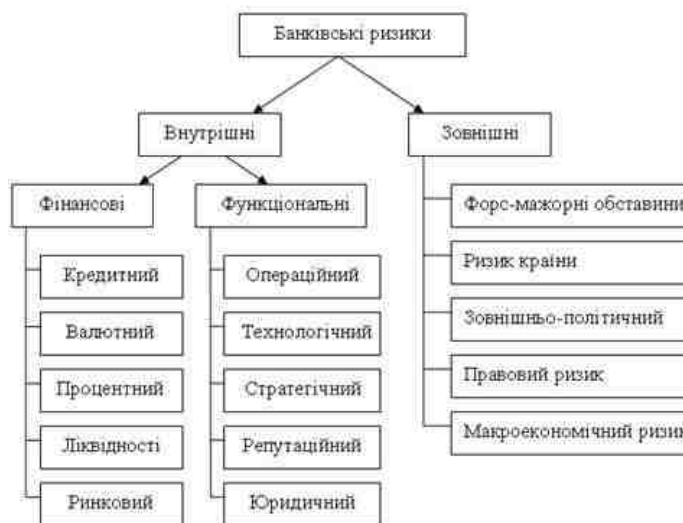 Банківські ризики
Внутрішні
Зовнішні
Фінансові
Функціональні
Кредитний
Валютний
Процентний
Ліквідності
Ринковий
Операційний
Технологічний
Стратегічний
Репутаційний
Юридичний
Форс-мажорні обставини
Ризик країни
Зовнішньо-політичний
Правовий ризик
Макроекономічний ризик